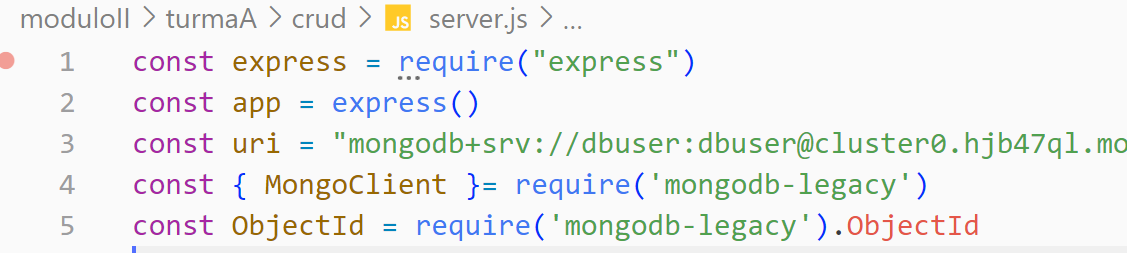 moduloII > turmaA > crud > JS server.js > ...
1 const express = require("express")
2 const app = express()
3 const uri = "mongodb+srv://dbuser:dbuser@cluster0.hjb47ql.mo
4 const { MongoClient }= require('mongodb-legacy')
5 const ObjectId = require('mongodb-legacy').ObjectId